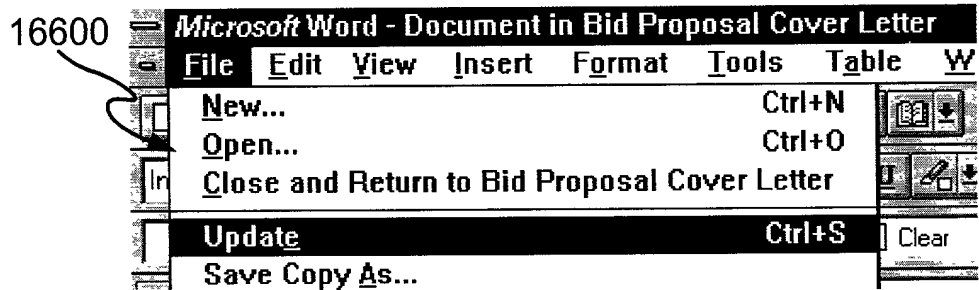 16600
Microsoft Word - Document in Bid Proposal Cover Letter
File Edit View Insert Format Tools Table W
New... Ctrl+N
Open... Ctrl+O
In
Close and Return to Bid Proposal Cover Letter
Update Ctrl+S
Clear
Save Copy As...